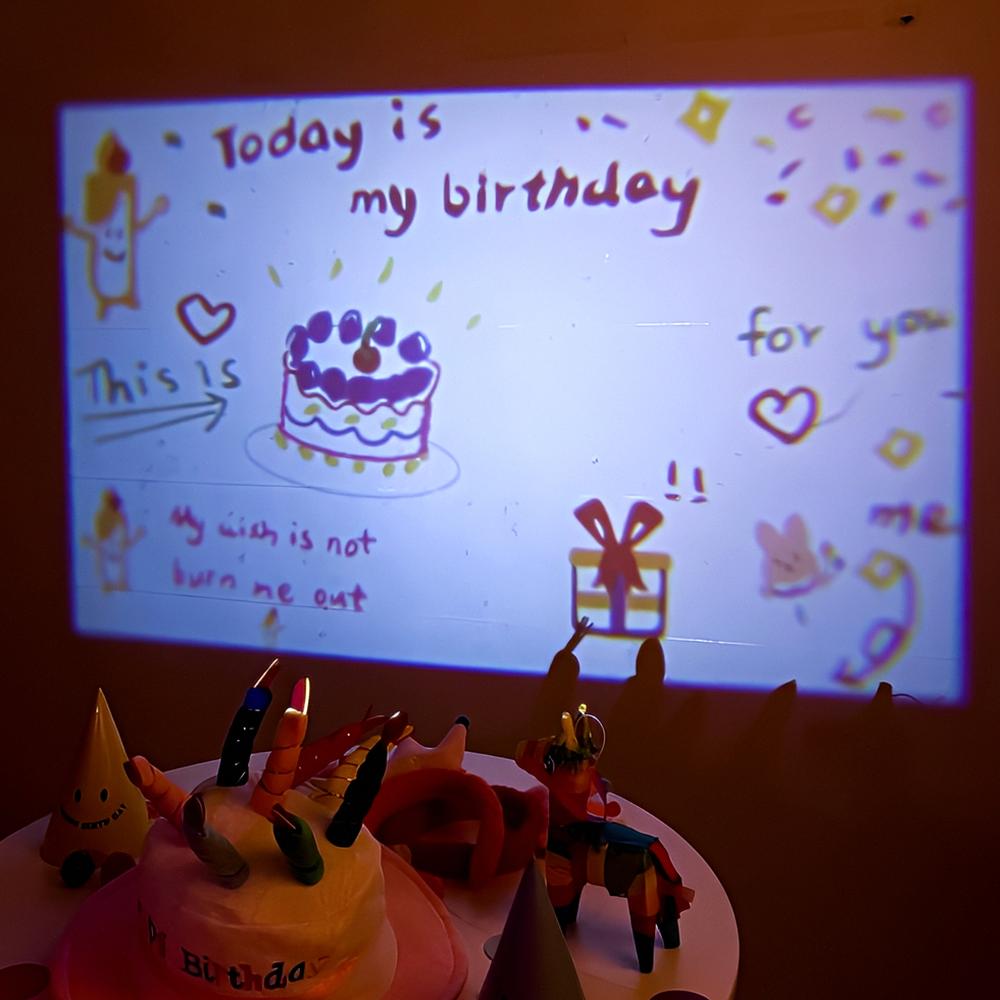 Today is
my birthday
This is
for you
me
!!
My wish is not
burn me out
Birthday